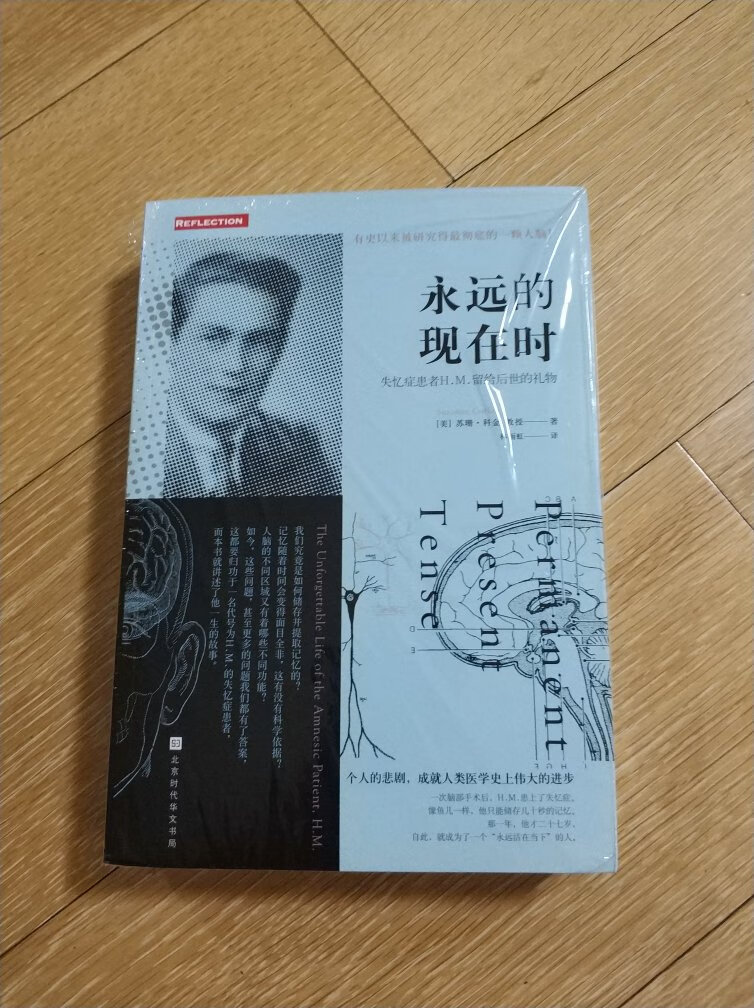 REFLECTION
有史以来被研究得最彻底的一颗人脑！
永远的
现在时
失忆症患者H.M.留给后世的礼物
[美] 苏珊·科金 教授——著
译
Permanent
Present
Tense
The Unforgettable Life of the Amnesic Patient, H.M.
我们究竟是如何储存并提取记忆的？
记忆随着时间会变得面目全非，这有没有科学依据？
人脑的不同区域又有着哪些不同功能？
如今，这些问题，甚至更多的问题我们都有了答案，
这都要归功于一名代号为H.M.的失忆症患者，
而本书就讲述了他一生的故事。
北京时代华文书局
个人的悲剧，成就人类医学史上伟大的进步
一次脑部手术后，H.M.患上了失忆症。
像鱼儿一样，他只能储存几十秒的记忆。
那一年，他才二十七岁。
自此，就成为了一个“永远活在当下”的人。